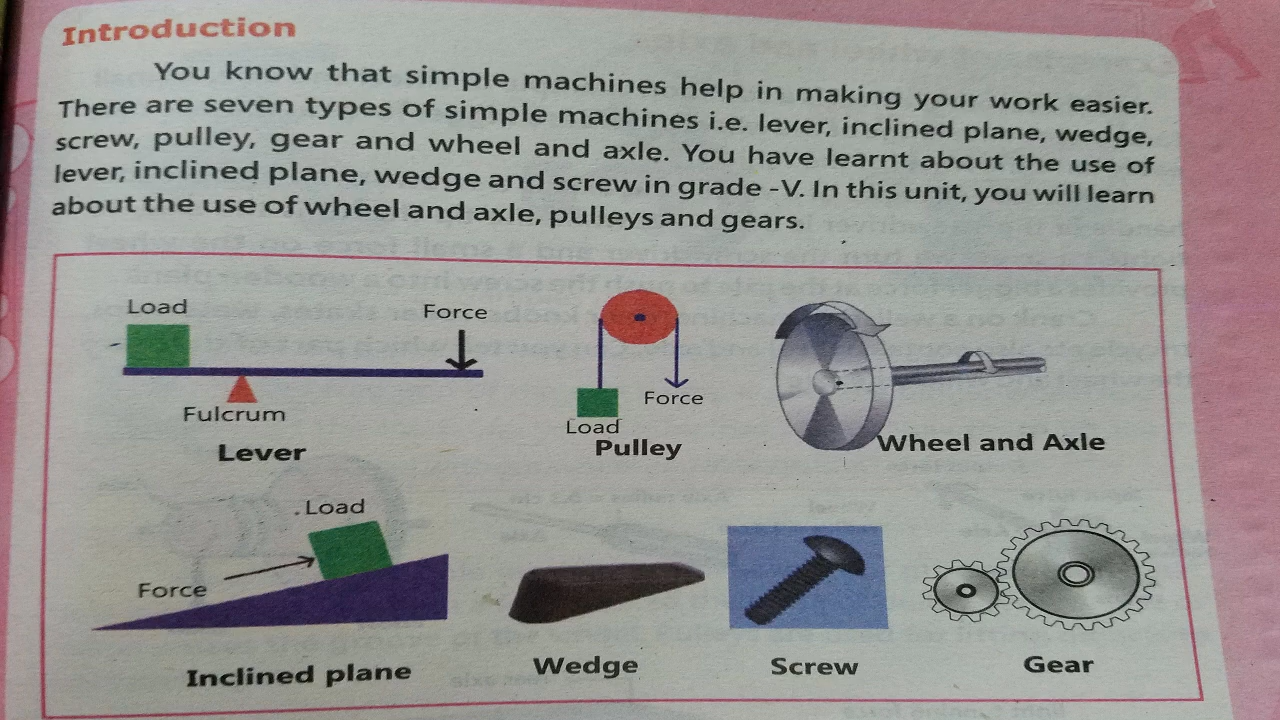 Introduction
You know that simple machines help in making your work easier.
There are seven types of simple machines i.e. lever, inclined plane, wedge,
screw, pulley, gear and wheel and axle. You have learnt about the use of
lever, inclined plane, wedge and screw in grade -V. In this unit, you will learn
about the use of wheel and axle, pulleys and gears.
Load
Force
Fulcrum
Lever
Force
Load
Pulley
Wheel and Axle
Load
Force
Inclined plane
Wedge
Screw
Gear